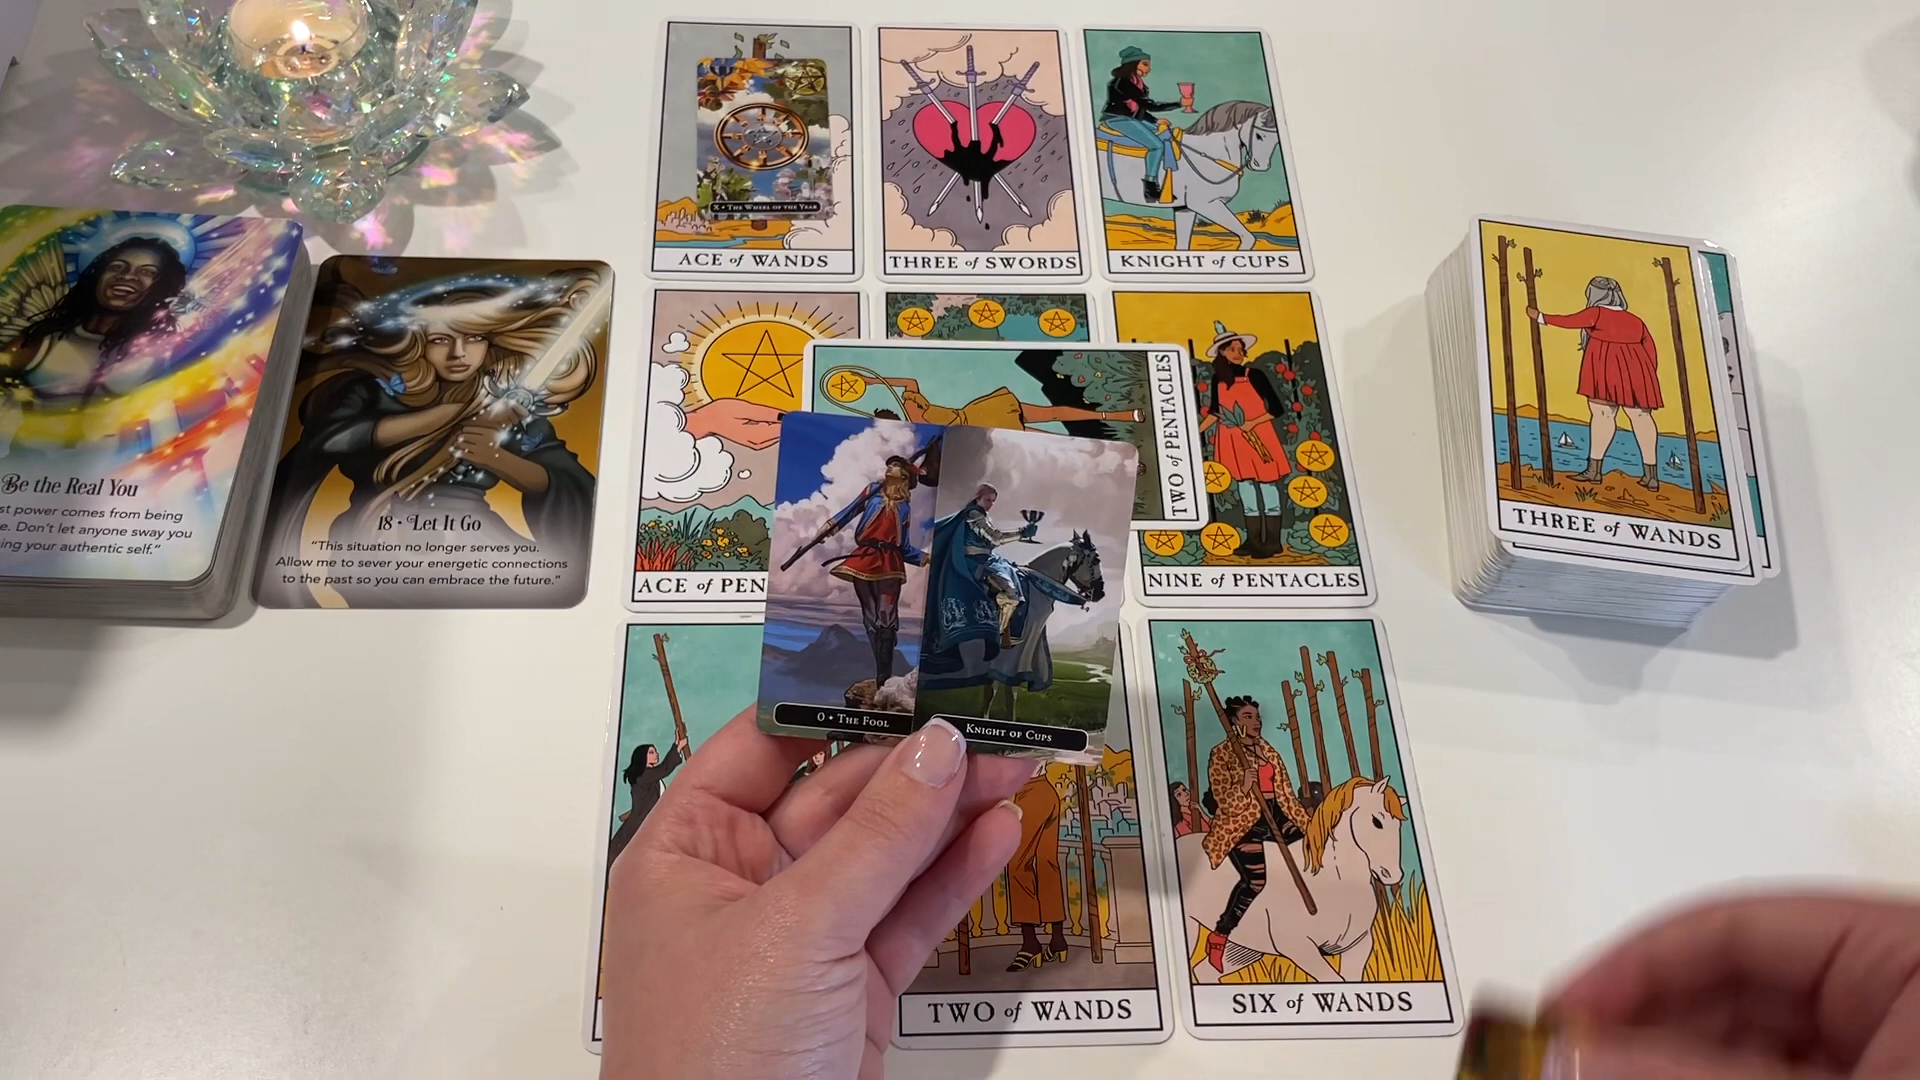 X • THE WHEEL OF THE YEAR
ACE of WANDS
THREE of SWORDS
KNIGHT of CUPS
Be the Real You
st power comes from being
e. Don't let anyone sway you
ing your authentic self."
18 • Let It Go
"This situation no longer serves you.
Allow me to sever your energetic connections
to the past so you can embrace the future."
ACE of PEN
TWO of PENTACLES
NINE of PENTACLES
0 • THE FOOL
KNIGHT OF CUPS
TWO of WANDS
SIX of WANDS
THREE of WANDS